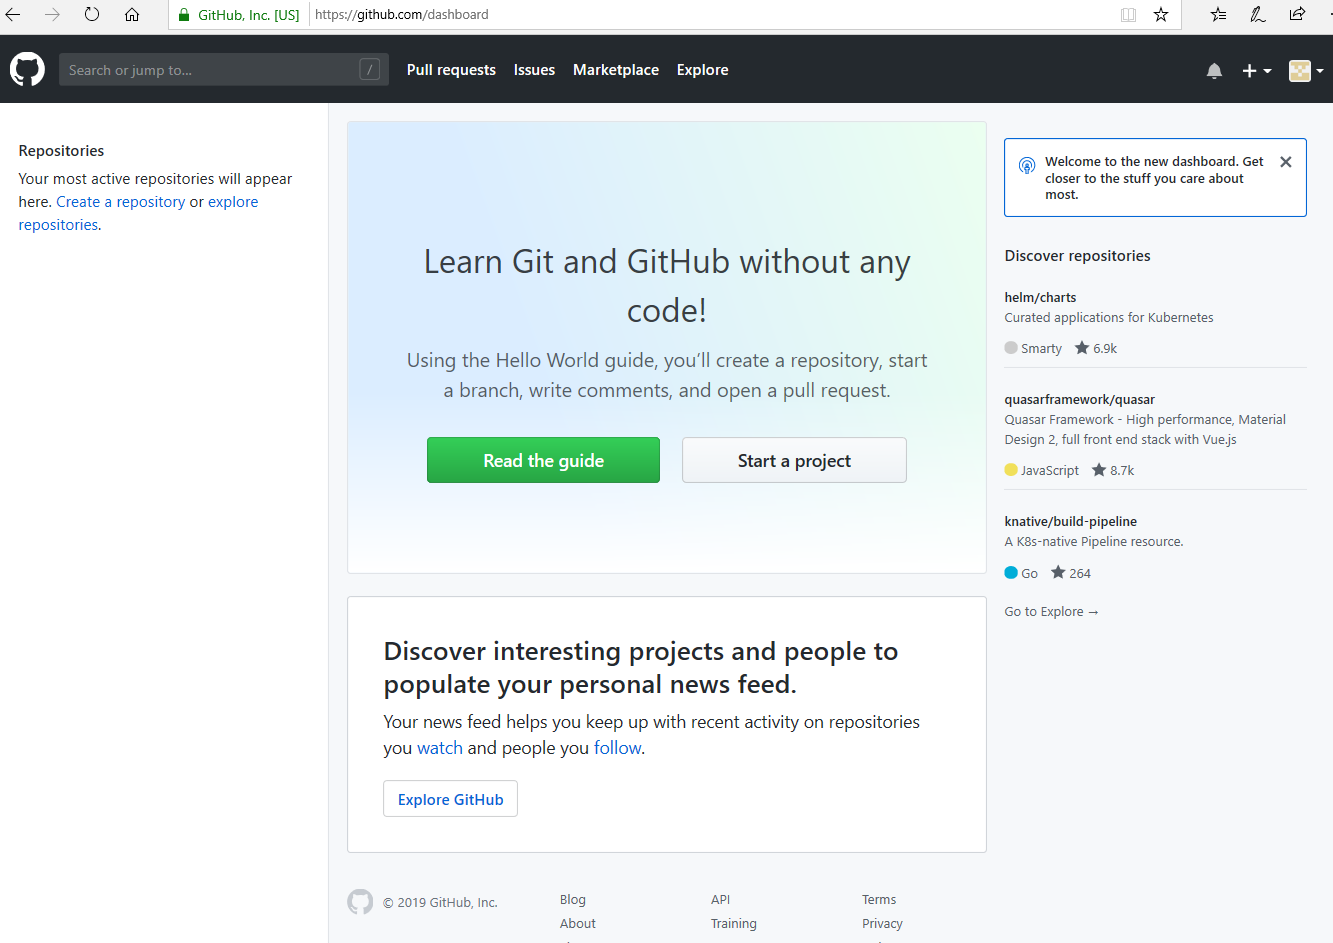 GitHub, Inc. [US] https://github.com/dashboard
Search or jump to... /
Pull requests Issues Marketplace Explore
Repositories
Your most active repositories will appear
here. Create a repository or explore
repositories.
Learn Git and GitHub without any
code!
Using the Hello World guide, you’ll create a repository, start
a branch, write comments, and open a pull request.
Read the guide Start a project
Discover interesting projects and people to
populate your personal news feed.
Your news feed helps you keep up with recent activity on repositories
you watch and people you follow.
Explore GitHub
Welcome to the new dashboard. Get
closer to the stuff you care about
most.
Discover repositories
helm/charts
Curated applications for Kubernetes
Smarty 6.9k
quasarframework/quasar
Quasar Framework - High performance, Material
Design 2, full front end stack with Vue.js
JavaScript 8.7k
knative/build-pipeline
A K8s-native Pipeline resource.
Go 264
Go to Explore →
© 2019 GitHub, Inc.
Blog
About
API
Training
Terms
Privacy